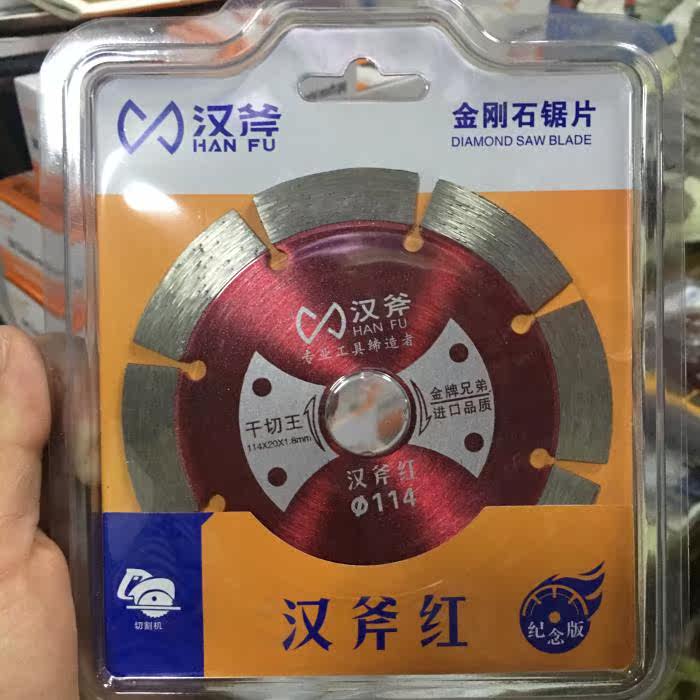 汉斧
HAN FU
金刚石锯片
DIAMOND SAW BLADE
汉斧
HAN FU
专业工具缔造者
干切王
114X20X1.8mm
金牌兄弟
进口品质
汉斧红
Φ114
切割机
汉斧红
纪念版